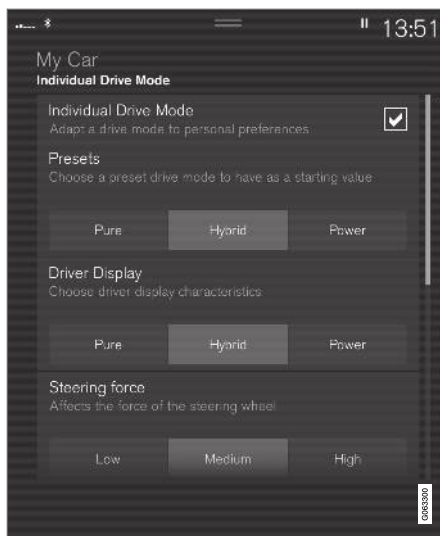 13:51
My Car
Individual Drive Mode
Individual Drive Mode
Adapt a drive mode to personal preferences
Presets
Choose a preset drive mode to have as a starting value
Pure Hybrid Power
Driver Display
Choose driver display characteristics
Pure Hybrid Power
Steering force
Affects the force of the steering wheel
Low Medium High
G063300